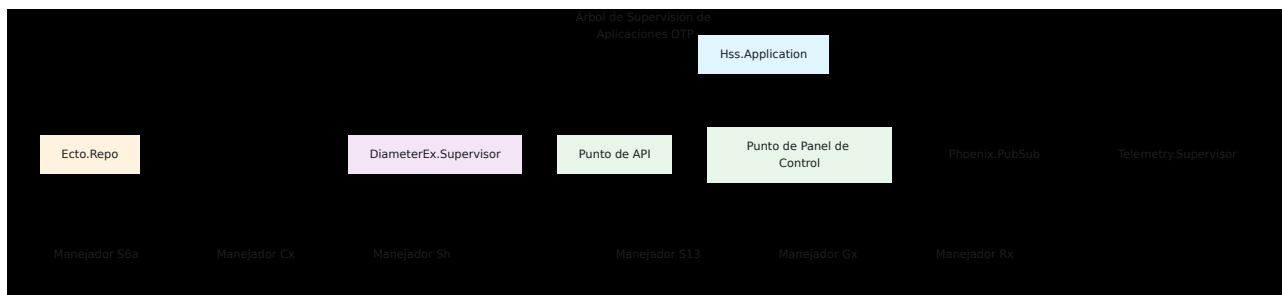 Árbol de Supervisión de
Aplicaciones OTP
Hss.Application
Ecto.Repo
DiameterEx.Supervisor
Punto de API
Punto de Panel de
Control
Phoenix.PubSub
Telemetry.Supervisor
Manejador S6a
Manejador Cx
Manejador Sh
Manejador S13
Manejador Gx
Manejador Rx